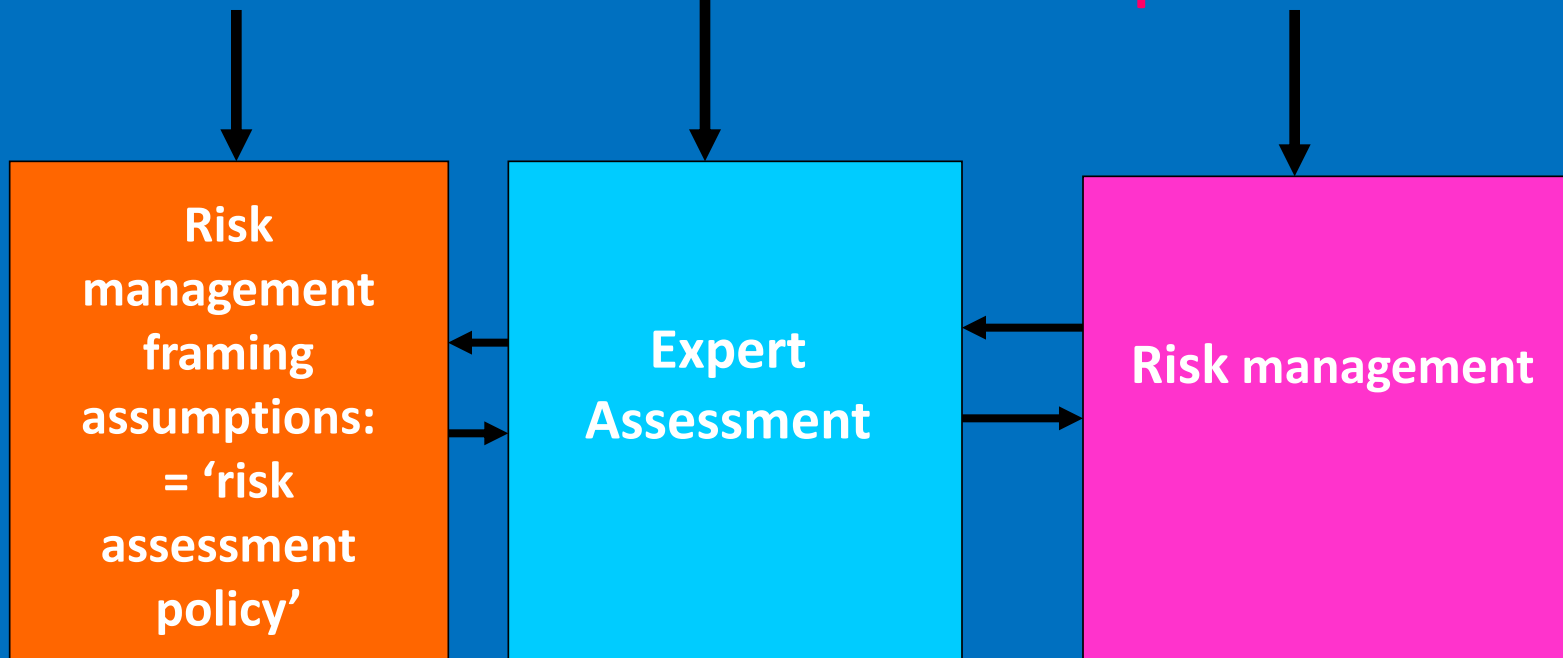 Risk
management
framing
assumptions:
= ‘risk
assessment
policy’
Expert
Assessment
Risk management